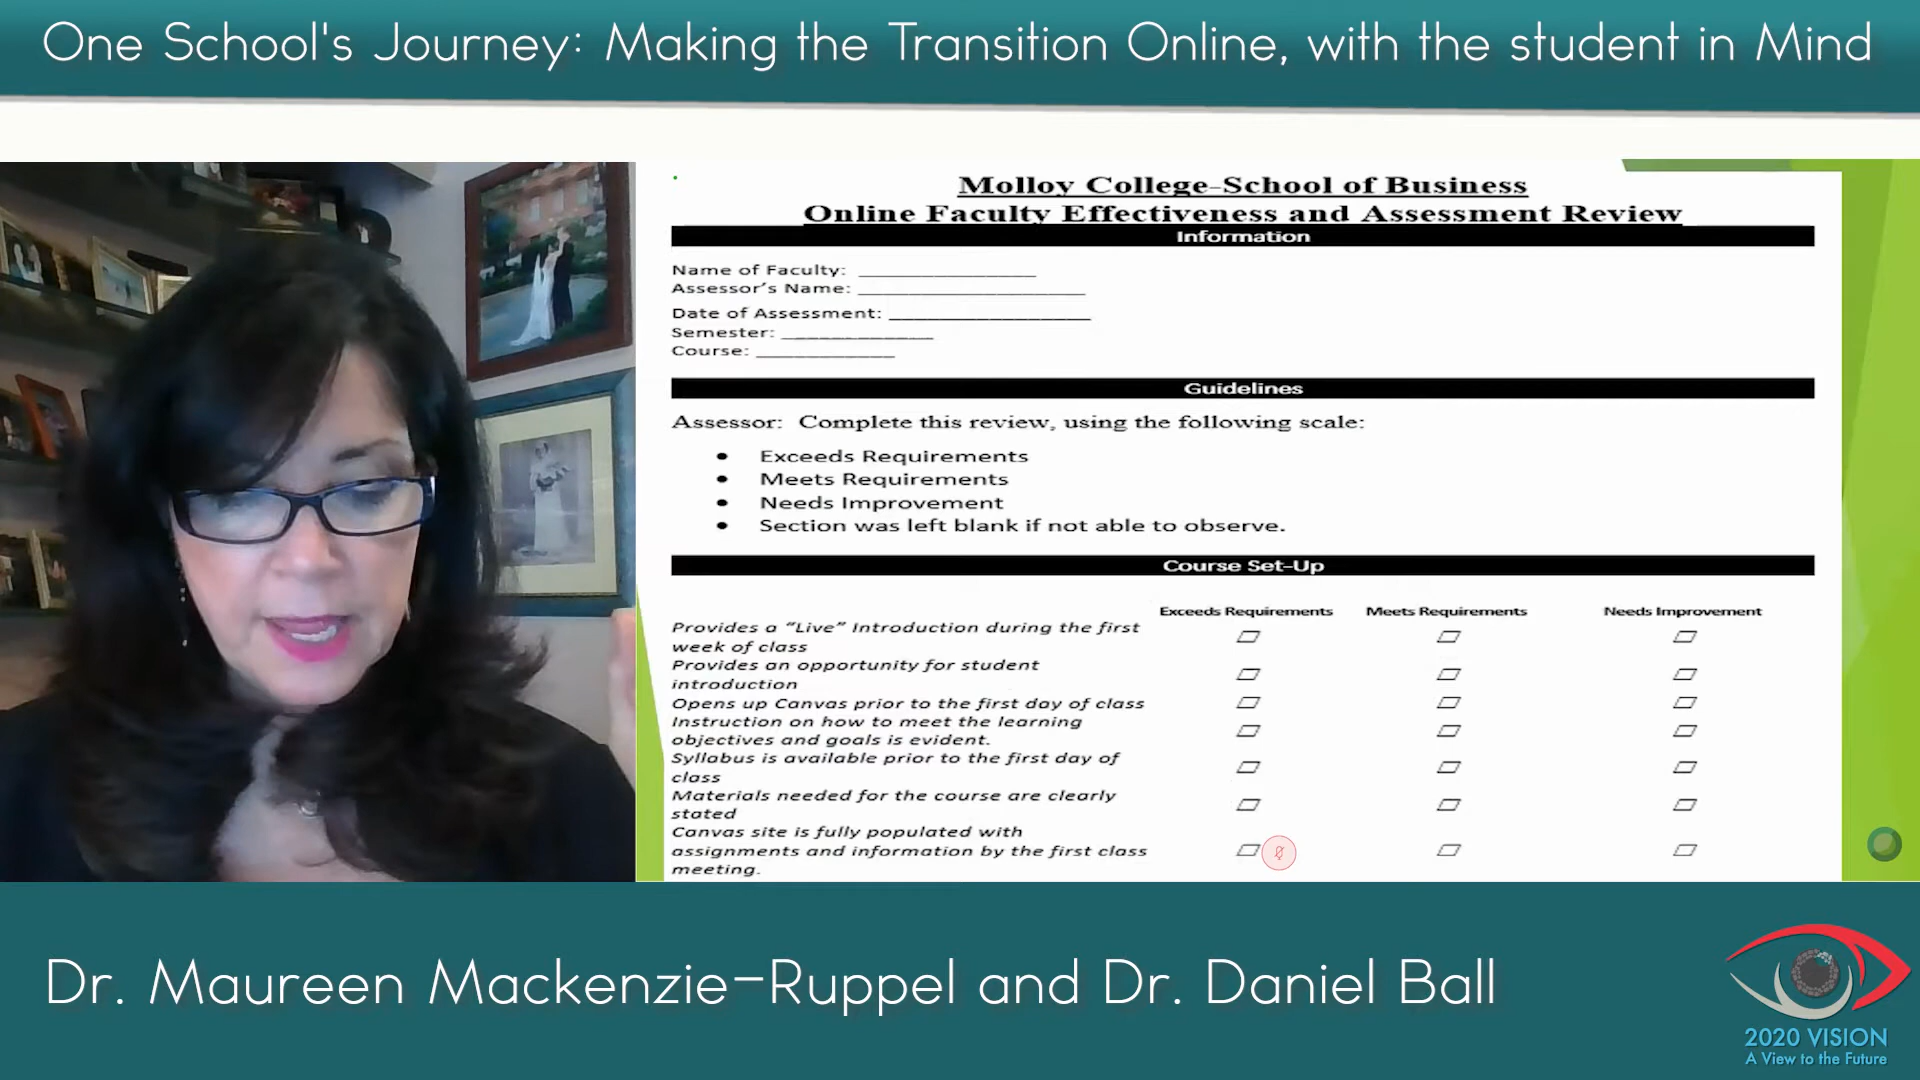 One School's Journey: Making the Transition Online, with the student in Mind
Molloy College-School of Business
Online Faculty Effectiveness and Assessment Review
Information
Name of Faculty: ________________
Assessor's Name: ____________________
Date of Assessment: __________________
Semester: ______________
Course: _____________
Guidelines
Assessor: Complete this review, using the following scale:
• Exceeds Requirements
• Meets Requirements
• Needs Improvement
• Section was left blank if not able to observe.
Course Set-Up
Exceeds Requirements Meets Requirements Needs Improvement
Provides a “Live” Introduction during the first
week of class
Provides an opportunity for student
introduction
Opens up Canvas prior to the first day of class
Instruction on how to meet the learning
objectives and goals is evident.
Syllabus is available prior to the first day of
class
Materials needed for the course are clearly
stated
Canvas site is fully populated with
assignments and information by the first class
meeting.
Dr. Maureen Mackenzie-Ruppel and Dr. Daniel Ball
2020 VISION
A View to the Future